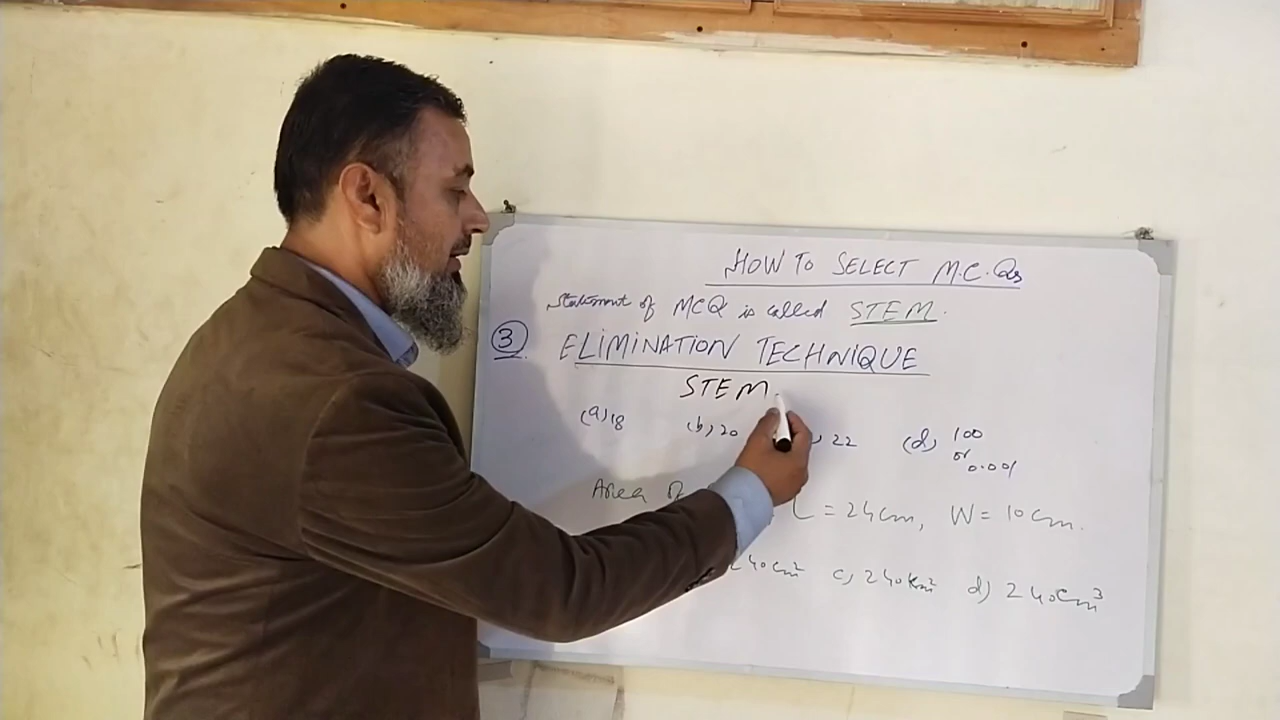 HOW TO SELECT M.C.Qs
Statement of MCQ is called STEM.
3 ELIMINATION TECHNIQUE
STEM
(a) 18 (b) 20 , 22 (d) 100
or
0.001
Area of L = 24cm, W = 10cm.
240cm² c) 240Km² d) 240cm³